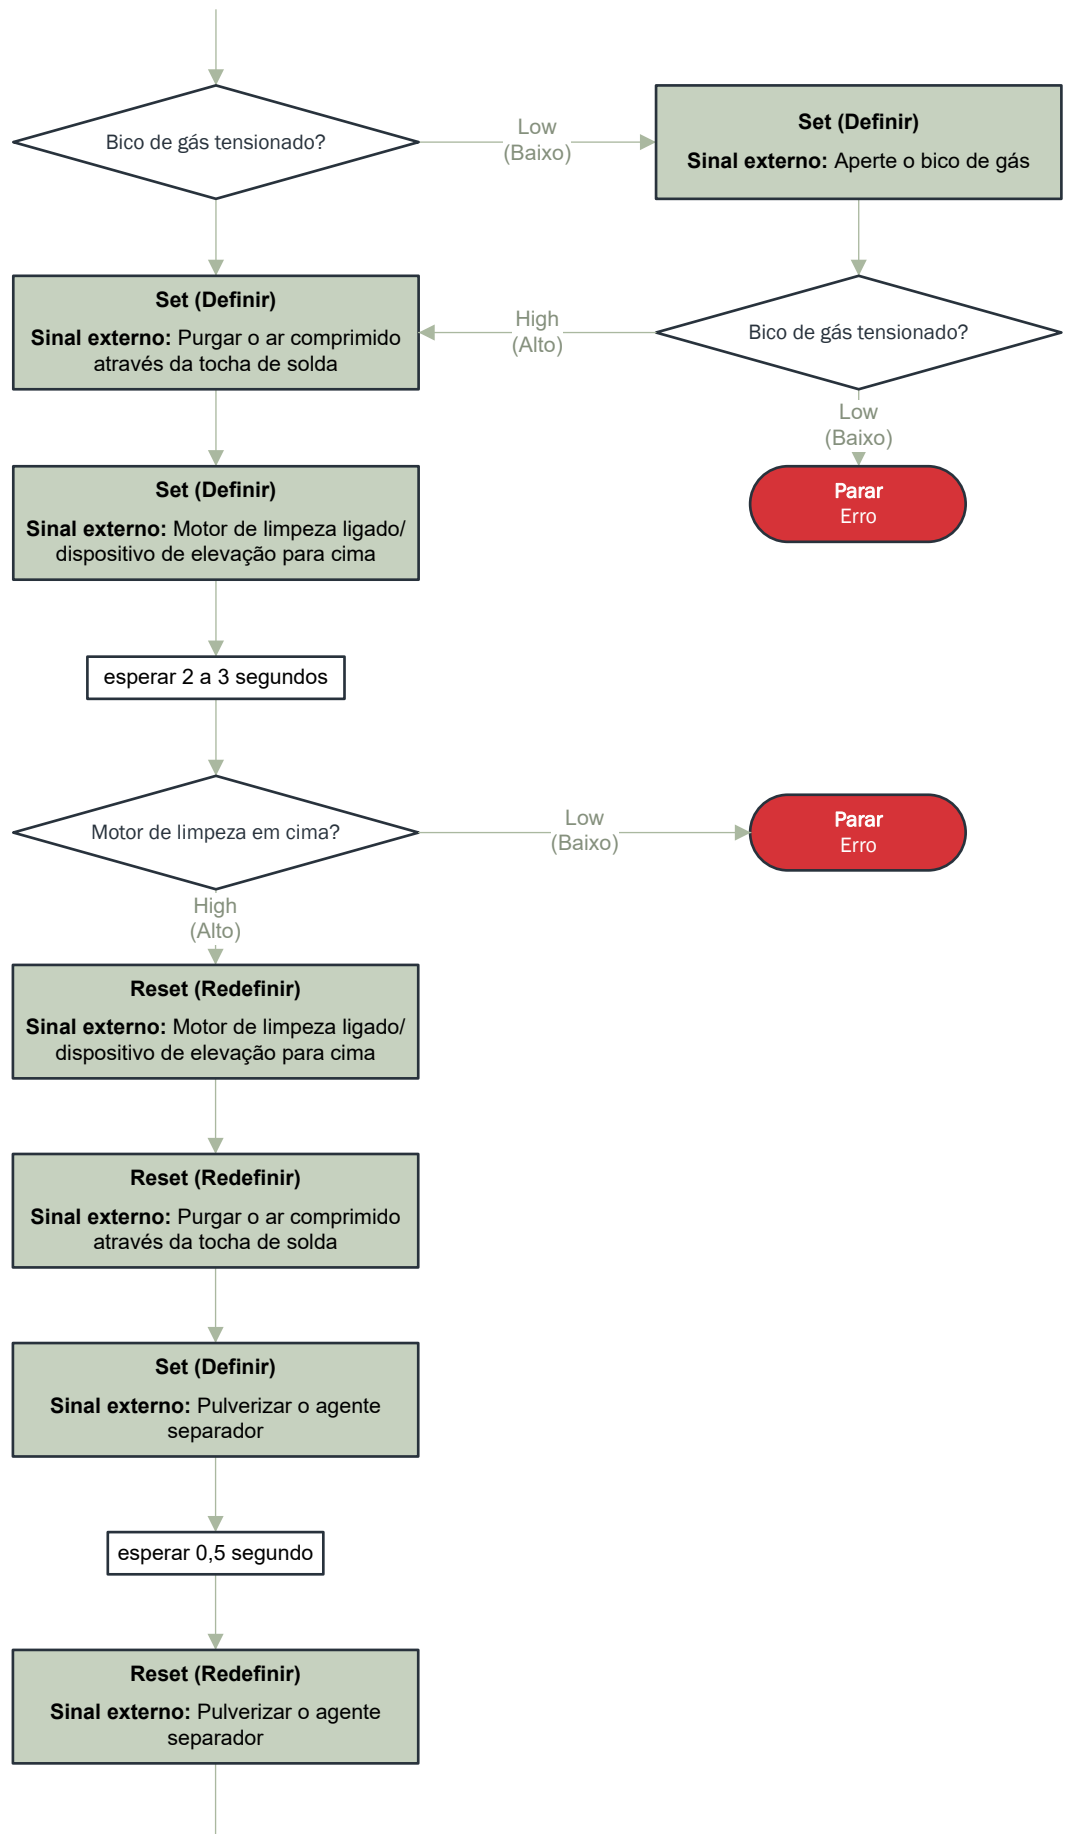 Bico de gás tensionado?
Low
(Baixo)
Set (Definir)
Sinal externo: Aperte o bico de gás
Set (Definir)
Sinal externo: Purgar o ar comprimido
através da tocha de solda
High
(Alto)
Bico de gás tensionado?
Low
(Baixo)
Parar
Erro
Set (Definir)
Sinal externo: Motor de limpeza ligado/
dispositivo de elevação para cima
esperar 2 a 3 segundos
Motor de limpeza em cima?
Low
(Baixo)
Parar
Erro
High
(Alto)
Reset (Redefinir)
Sinal externo: Motor de limpeza ligado/
dispositivo de elevação para cima
Reset (Redefinir)
Sinal externo: Purgar o ar comprimido
através da tocha de solda
Set (Definir)
Sinal externo: Pulverizar o agente
separador
esperar 0,5 segundo
Reset (Redefinir)
Sinal externo: Pulverizar o agente
separador